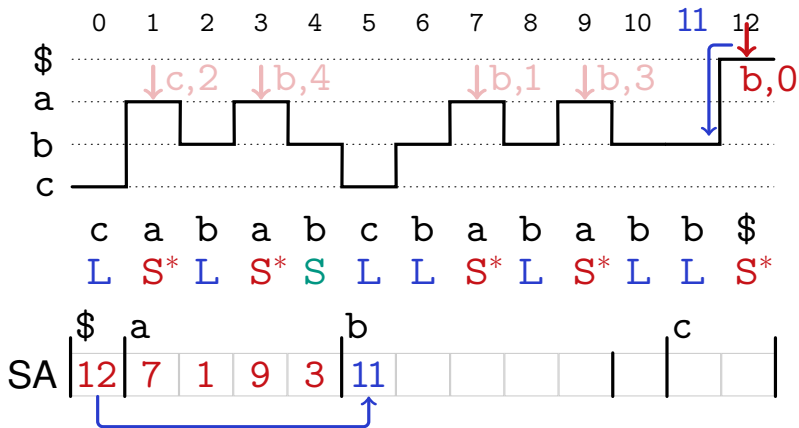 0 1 2 3 4 5 6 7 8 9 10 11 12
$
c,2 b,4 b,1 b,3 b,0
a
b
c
c a b a b c b a b a b b $
L S* L S* S L L S* L S* L L S*
$ a b c
SA 12 7 1 9 3 11